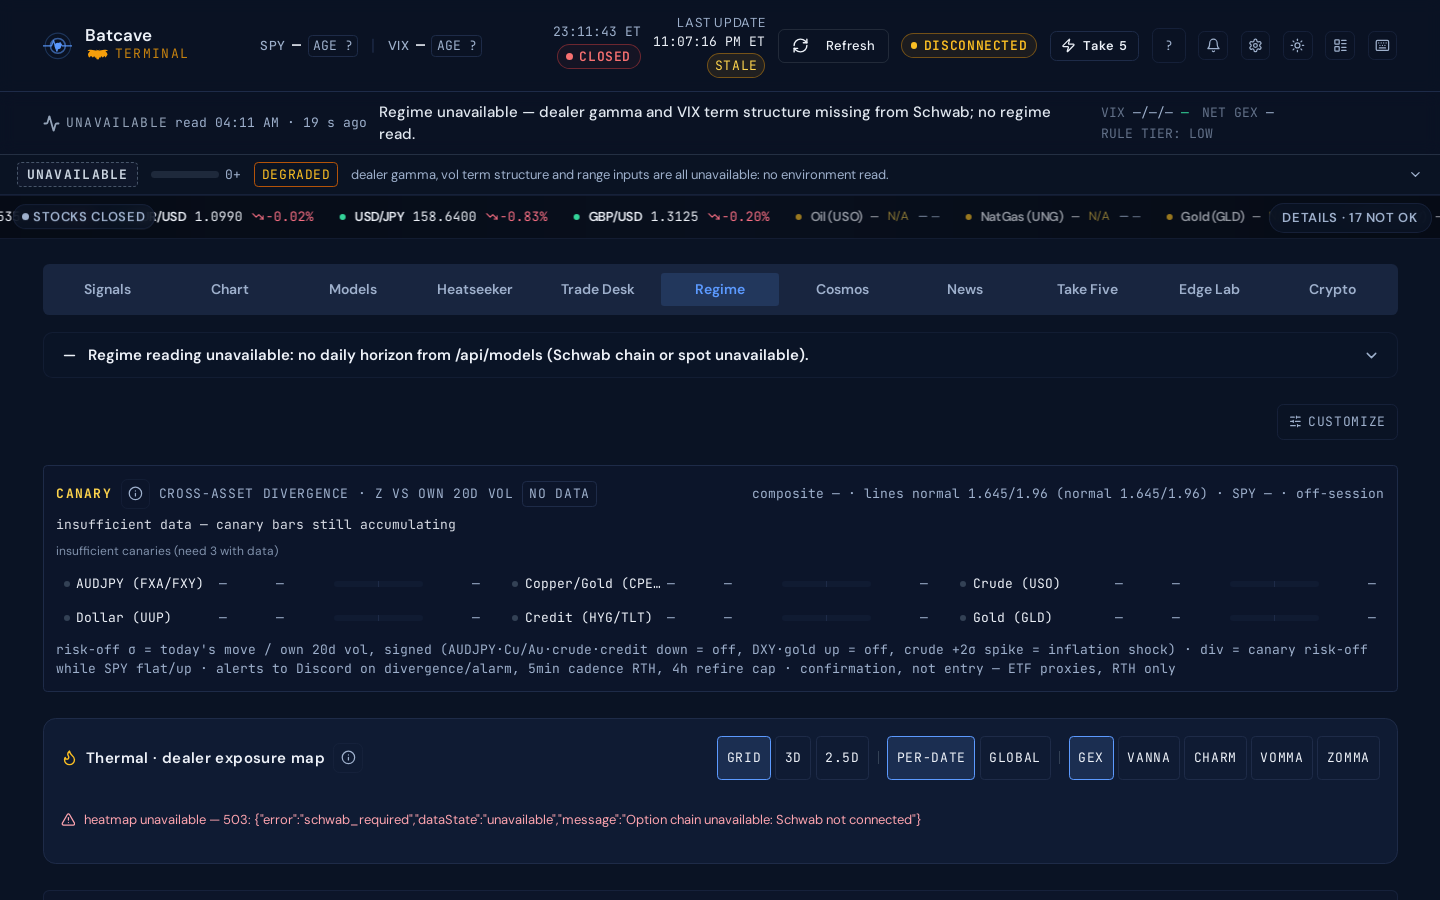 Batcave
TERMINAL
SPY — AGE ? | VIX — AGE ?
23:11:43 ET
CLOSED
LAST UPDATE
11:07:16 PM ET
STALE
Refresh
DISCONNECTED
Take 5
?
UNAVAILABLE read 04:11 AM · 19 s ago
Regime unavailable — dealer gamma and VIX term structure missing from Schwab; no regime
read.
VIX —/—/— — NET GEX —
RULE TIER: LOW
UNAVAILABLE 0+ DEGRADED dealer gamma, vol term structure and range inputs are all unavailable: no environment read.
STOCKS CLOSED /USD 1.0990 -0.02% USD/JPY 158.6400 -0.83% GBP/USD 1.3125 -0.20% Oil (USO) — N/A — — NatGas (UNG) — N/A — — Gold (GLD) — DETAILS · 17 NOT OK
Signals Chart Models Heatseeker Trade Desk Regime Cosmos News Take Five Edge Lab Crypto
— Regime reading unavailable: no daily horizon from /api/models (Schwab chain or spot unavailable).
CUSTOMIZE
CANARY CROSS-ASSET DIVERGENCE · Z VS OWN 20D VOL NO DATA composite — · lines normal 1.645/1.96 (normal 1.645/1.96) · SPY — · off-session
insufficient data — canary bars still accumulating
insufficient canaries (need 3 with data)
AUDJPY (FXA/FXY) — — — Copper/Gold (CPE… — — — Crude (USO) — — —
Dollar (UUP) — — — Credit (HYG/TLT) — — — Gold (GLD) — — —
risk-off σ = today's move / own 20d vol, signed (AUDJPY·Cu/Au·crude·credit down = off, DXY·gold up = off, crude +2σ spike = inflation shock) · div = canary risk-off
while SPY flat/up · alerts to Discord on divergence/alarm, 5min cadence RTH, 4h refire cap · confirmation, not entry — ETF proxies, RTH only
Thermal · dealer exposure map
GRID 3D 2.5D | PER-DATE GLOBAL | GEX VANNA CHARM VOMMA ZOMMA
heatmap unavailable — 503: {"error":"schwab_required","dataState":"unavailable","message":"Option chain unavailable: Schwab not connected"}